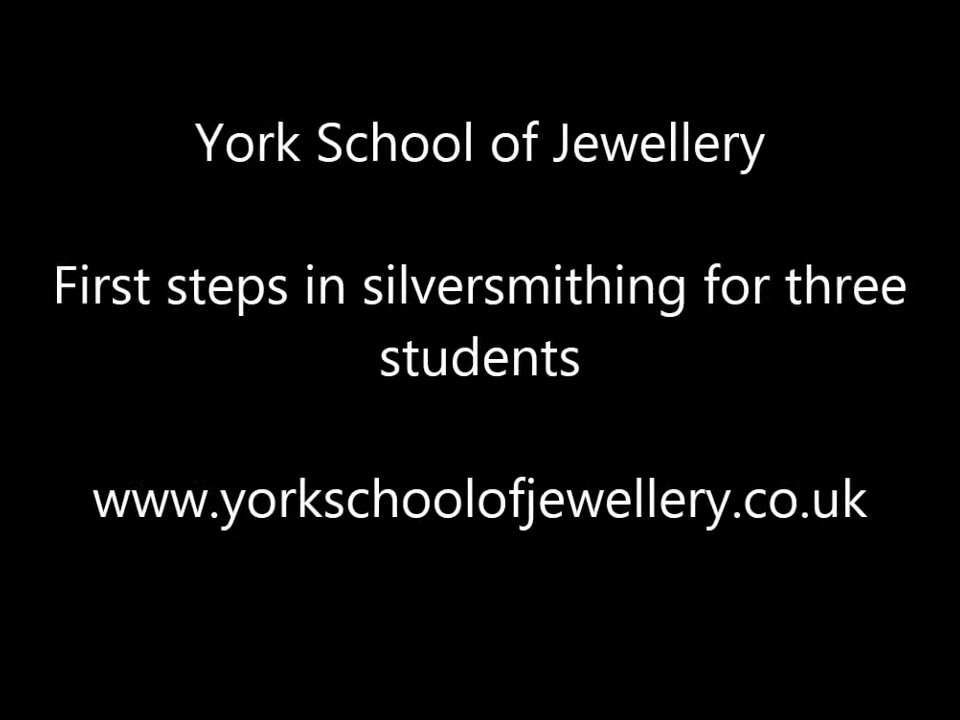 York School of Jewellery
First steps in silversmithing for three
students
www.yorkschoolofjewellery.co.uk